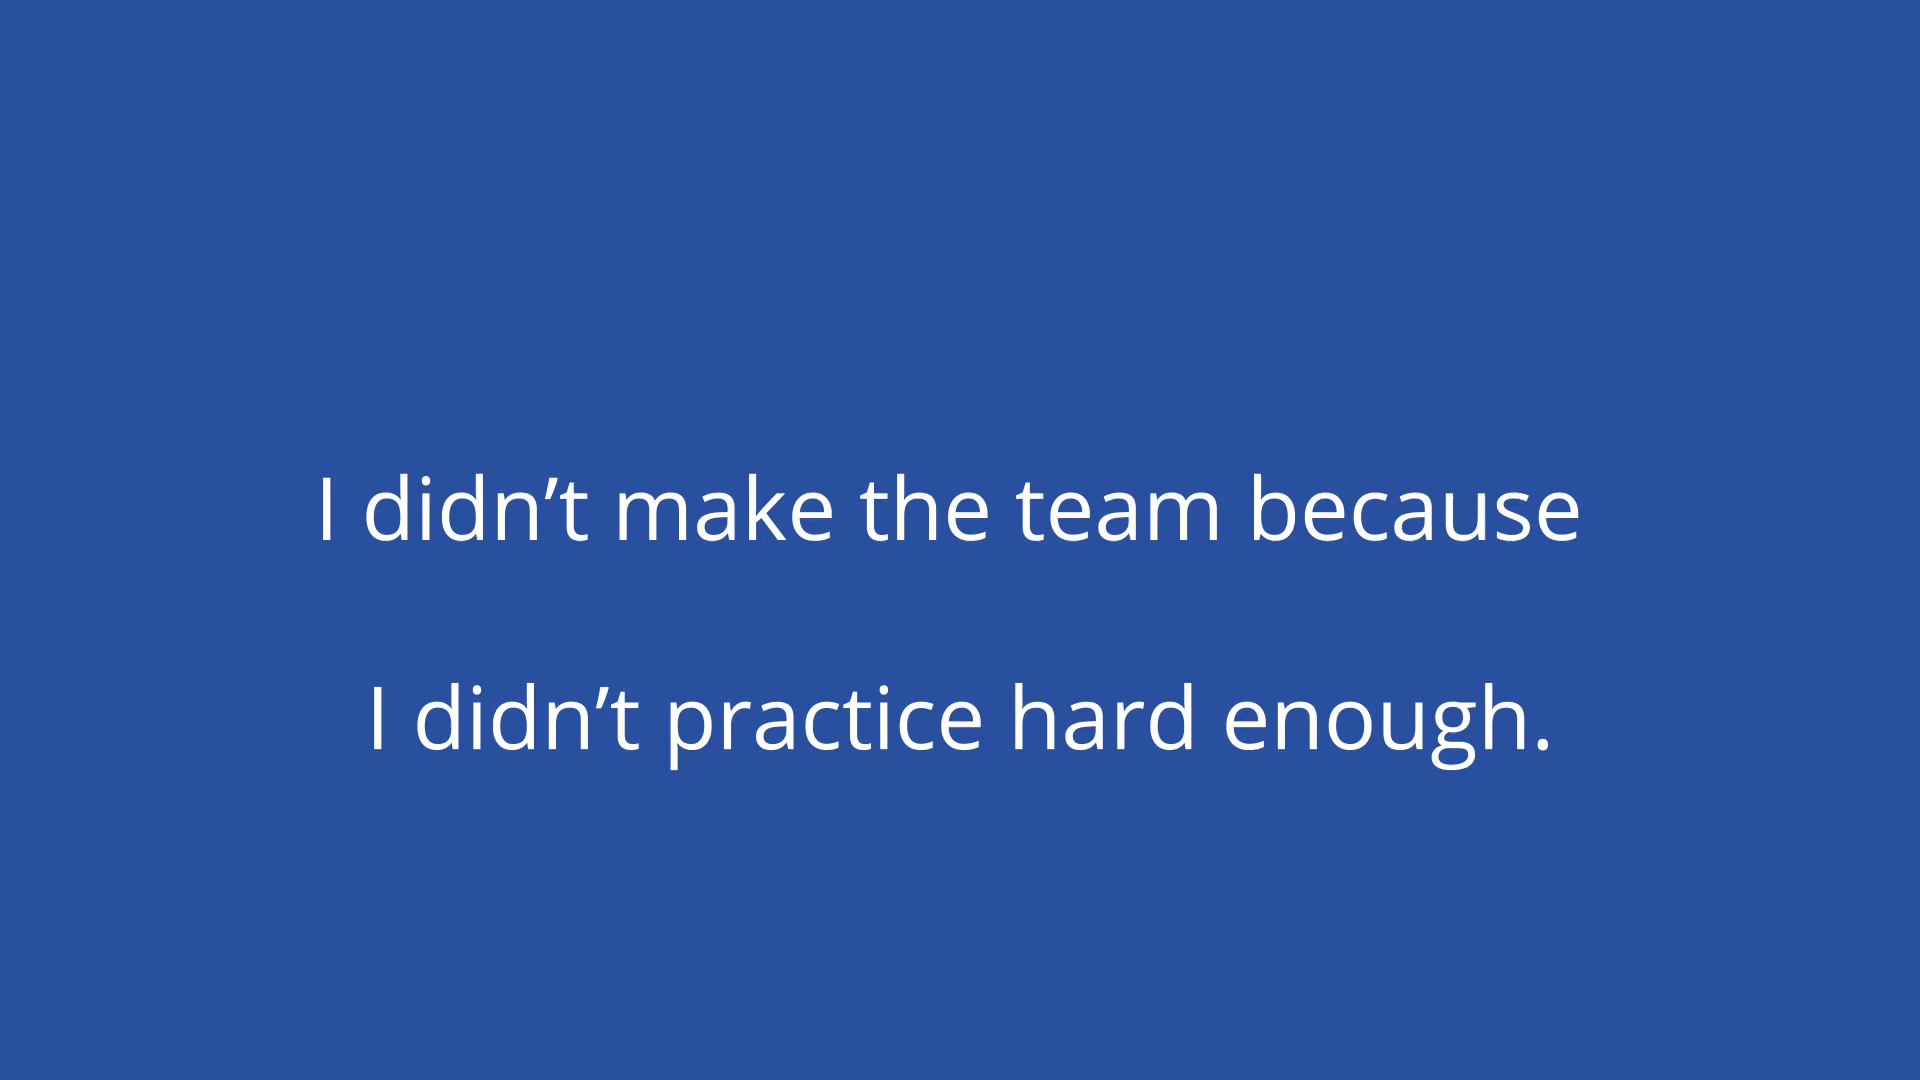 I didn’t make the team because
I didn’t practice hard enough.